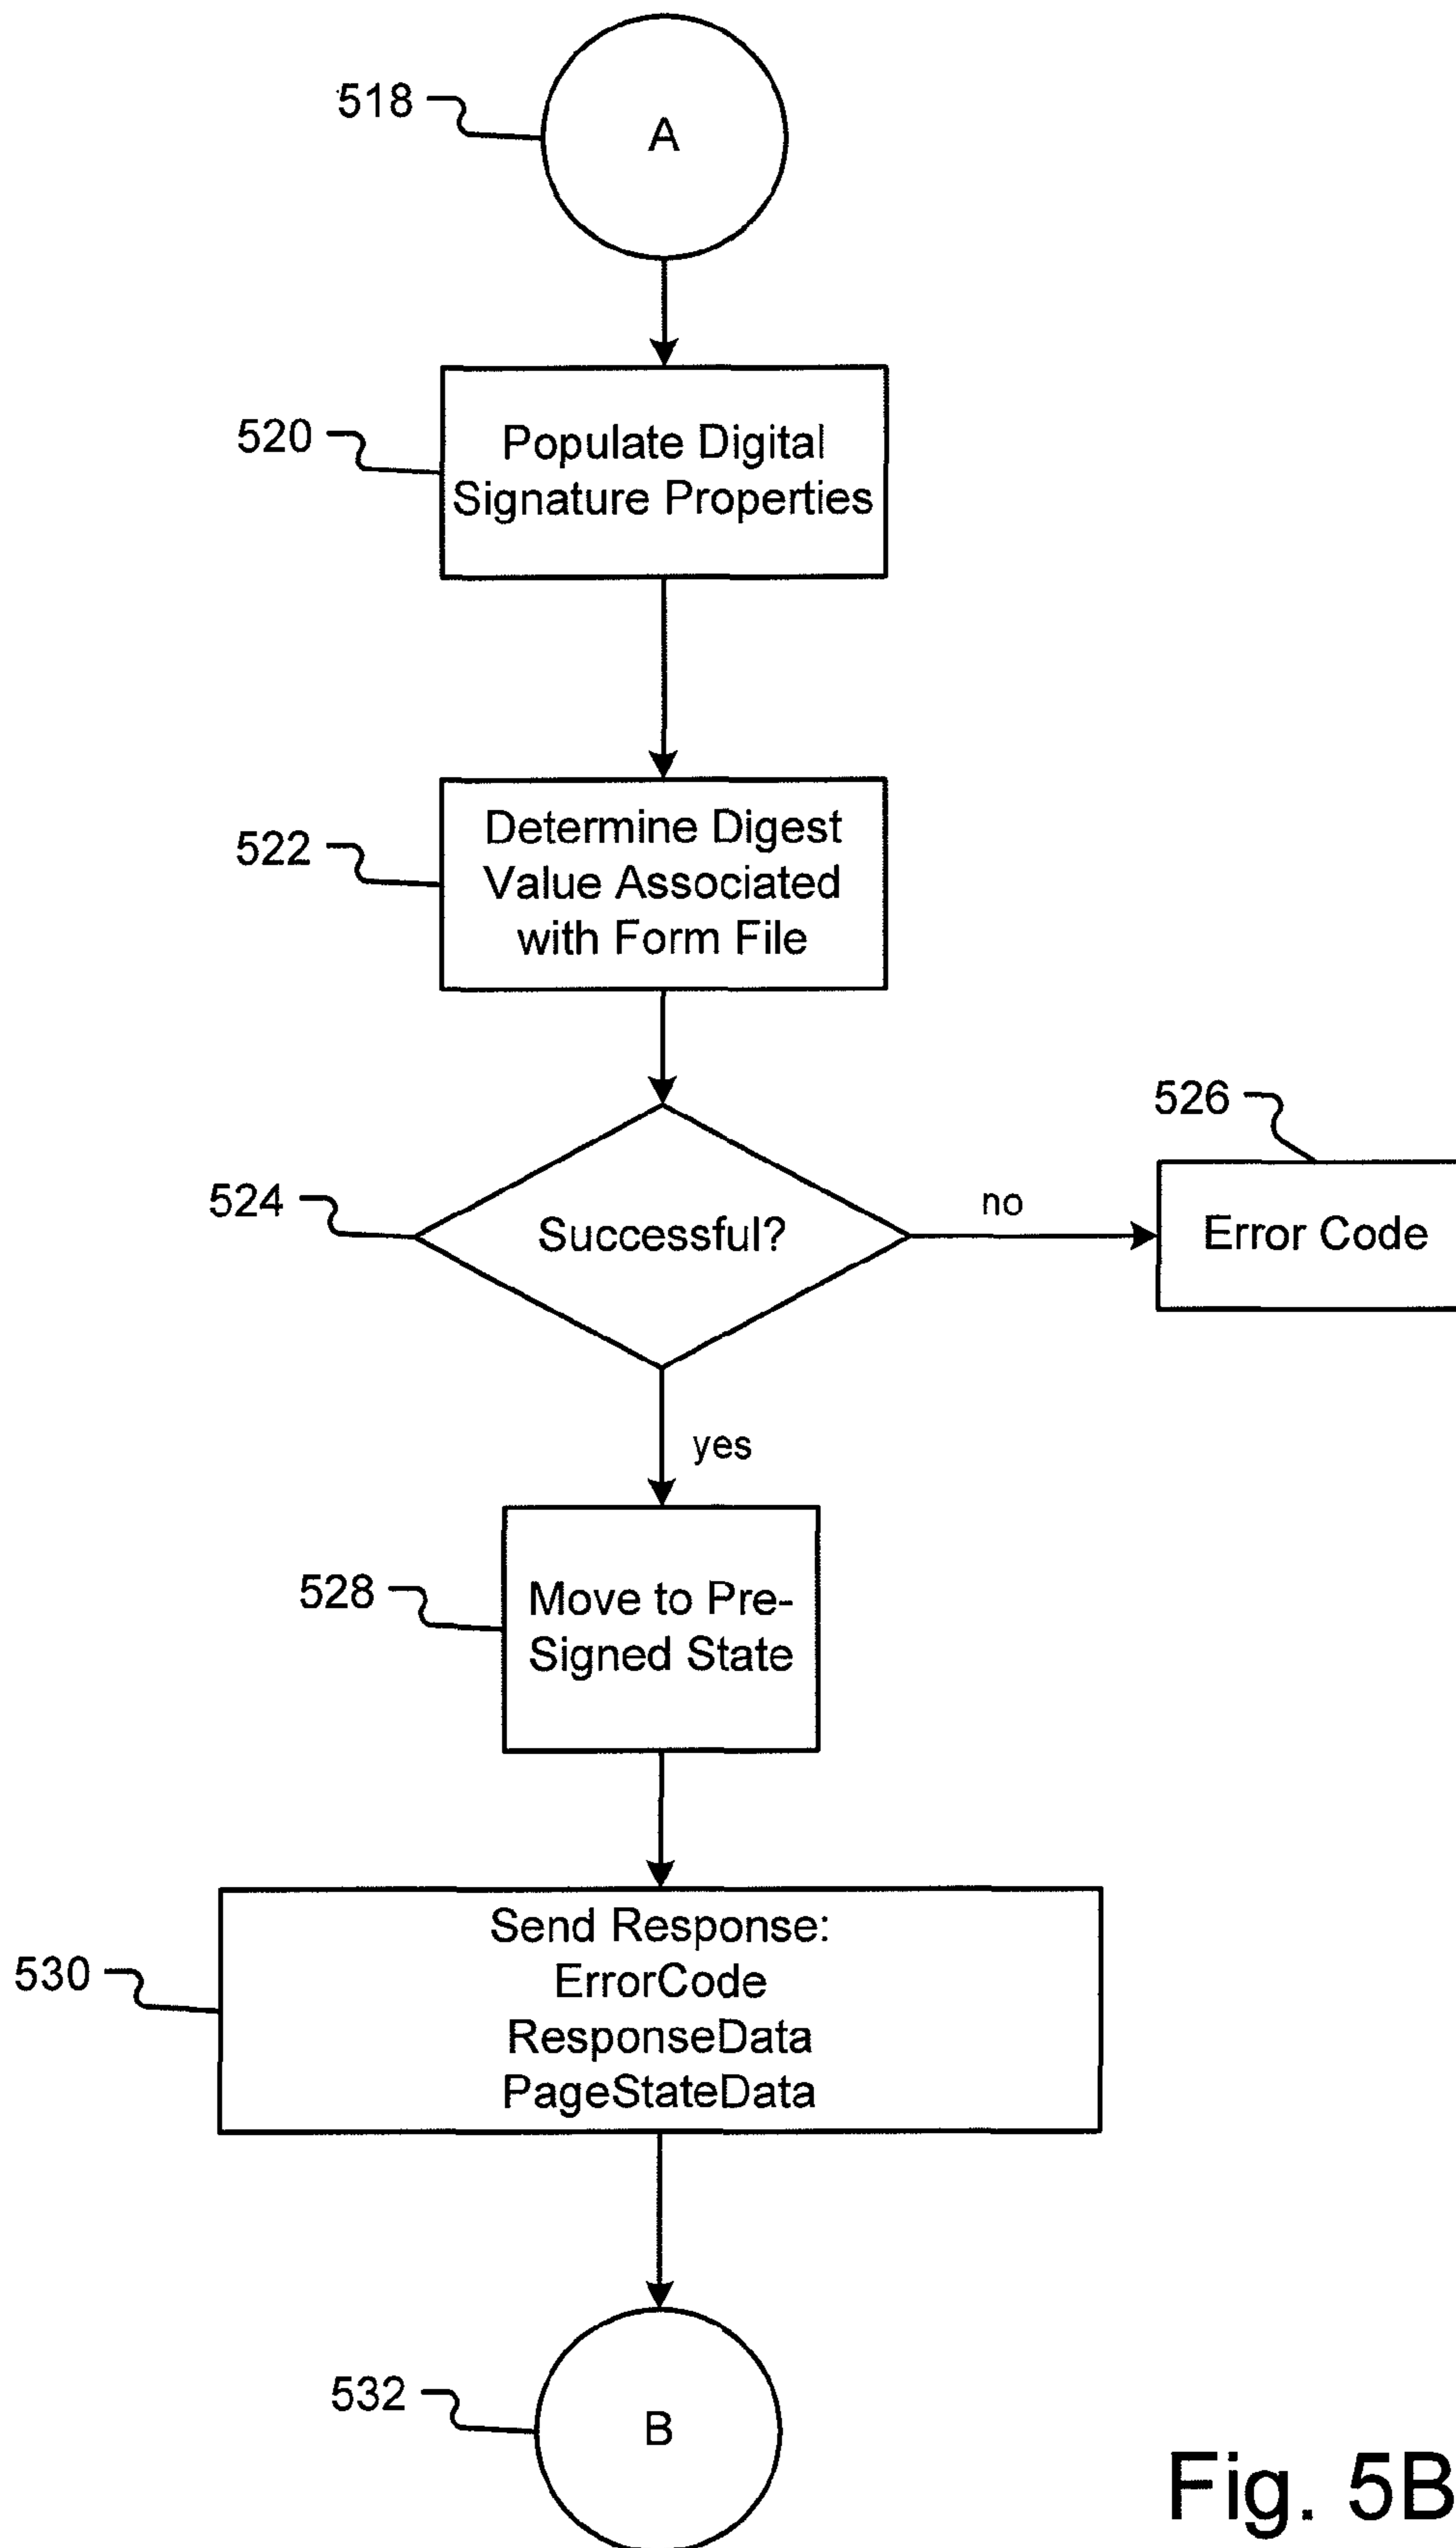 518
A
520
Populate Digital
Signature Properties
522
Determine Digest
Value Associated
with Form File
524
Successful?
no
526
Error Code
yes
528
Move to Pre-
Signed State
530
Send Response:
ErrorCode
ResponseData
PageStateData
532
B
Fig. 5B